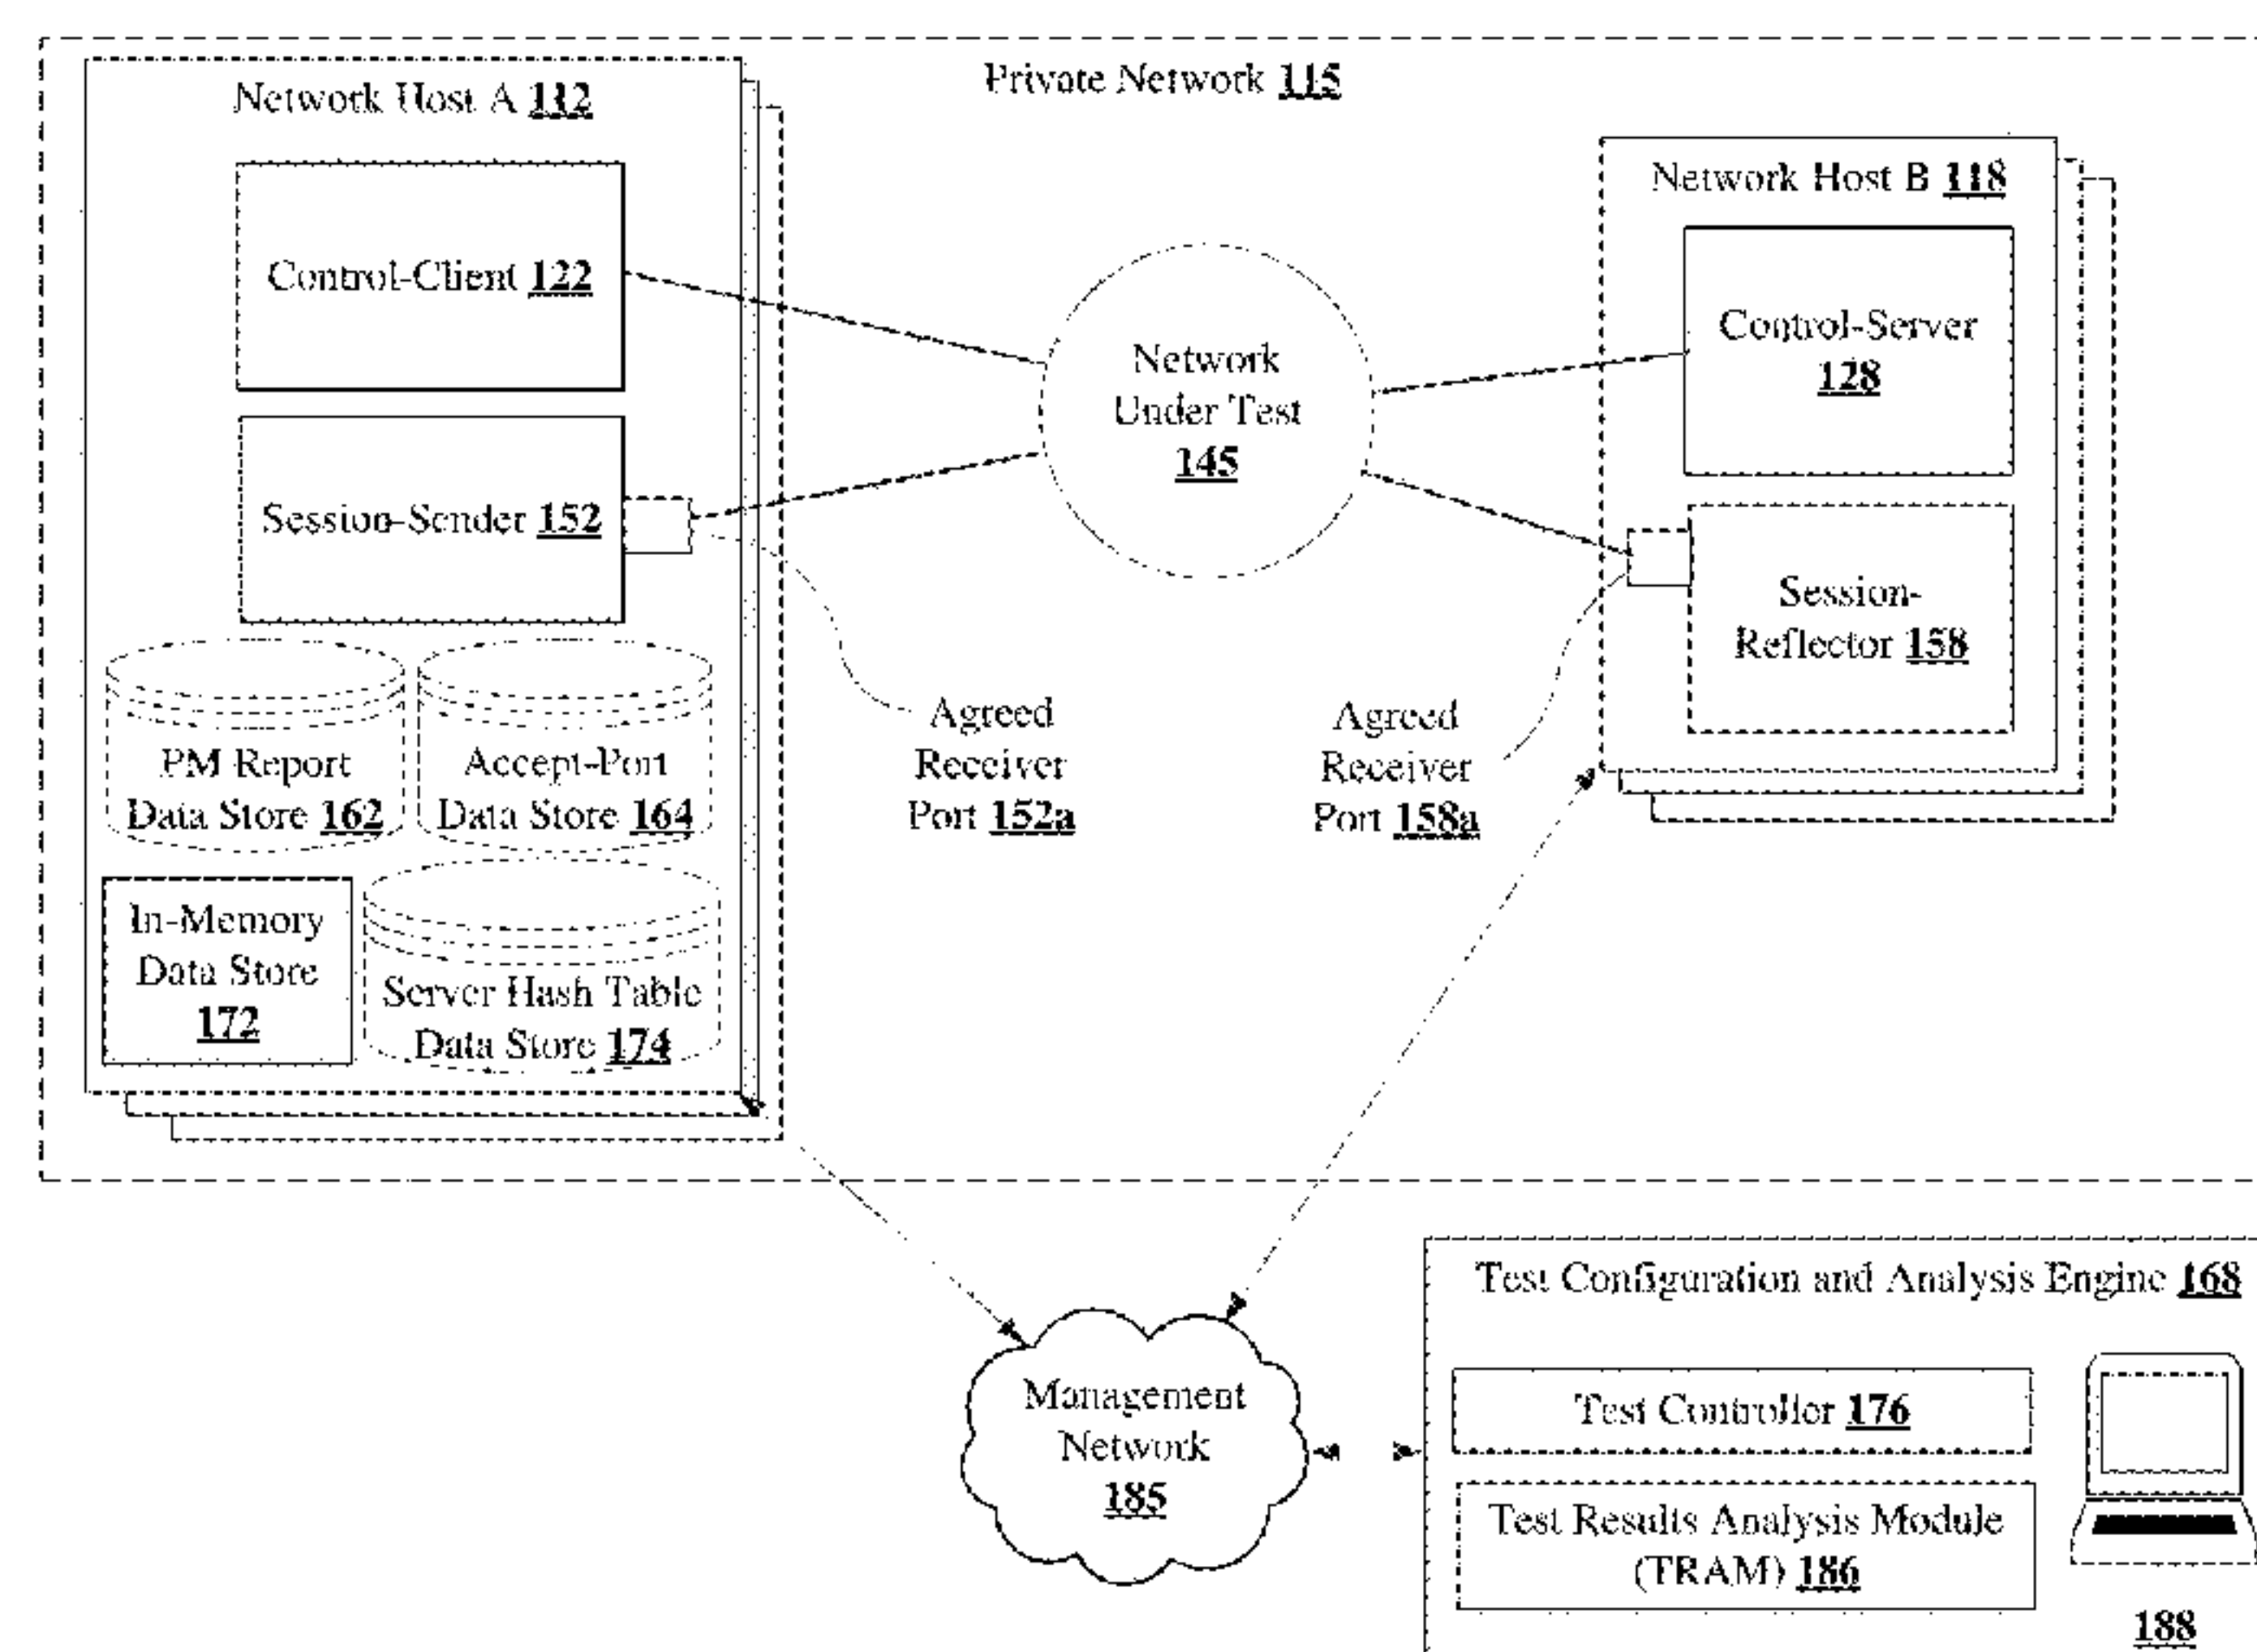 Private Network 115
Network Host A 112
Control-Client 122
Session-Sender 152
PM Report
Data Store 162
Accept-Port
Data Store 164
In-Memory
Data Store
172
Server Hash Table
Data Store 174
Network
Under Test
145
Agreed
Receiver
Port 152a
Agreed
Receiver
Port 158a
Network Host B 118
Control-Server
128
Session-
Reflector 158
Management
Network
185
Test Configuration and Analysis Engine 168
Test Controller 176
Test Results Analysis Module
(TRAM) 186
188